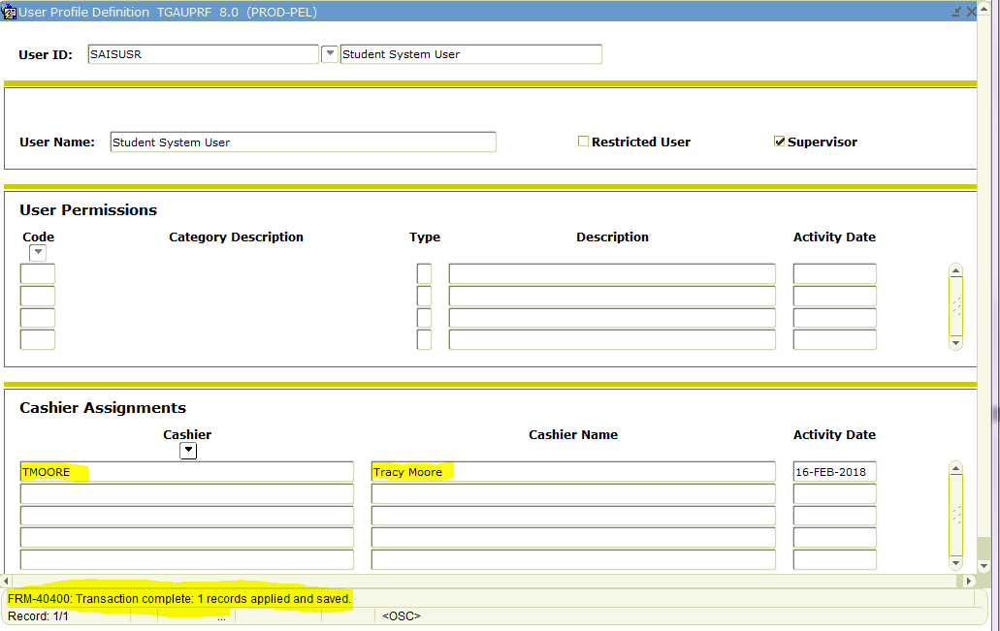 User Profile Definition TGAUPRF 8.0 (PROD-PEL)
User ID: SAISUSR Student System User
User Name: Student System User Restricted User Supervisor
User Permissions
Code Category Description Type Description Activity Date
Cashier Assignments
Cashier Cashier Name Activity Date
TMOORE Tracy Moore 16-FEB-2018
FRM-40400: Transaction complete: 1 records applied and saved.
Record: 1/1 ... <OSC>